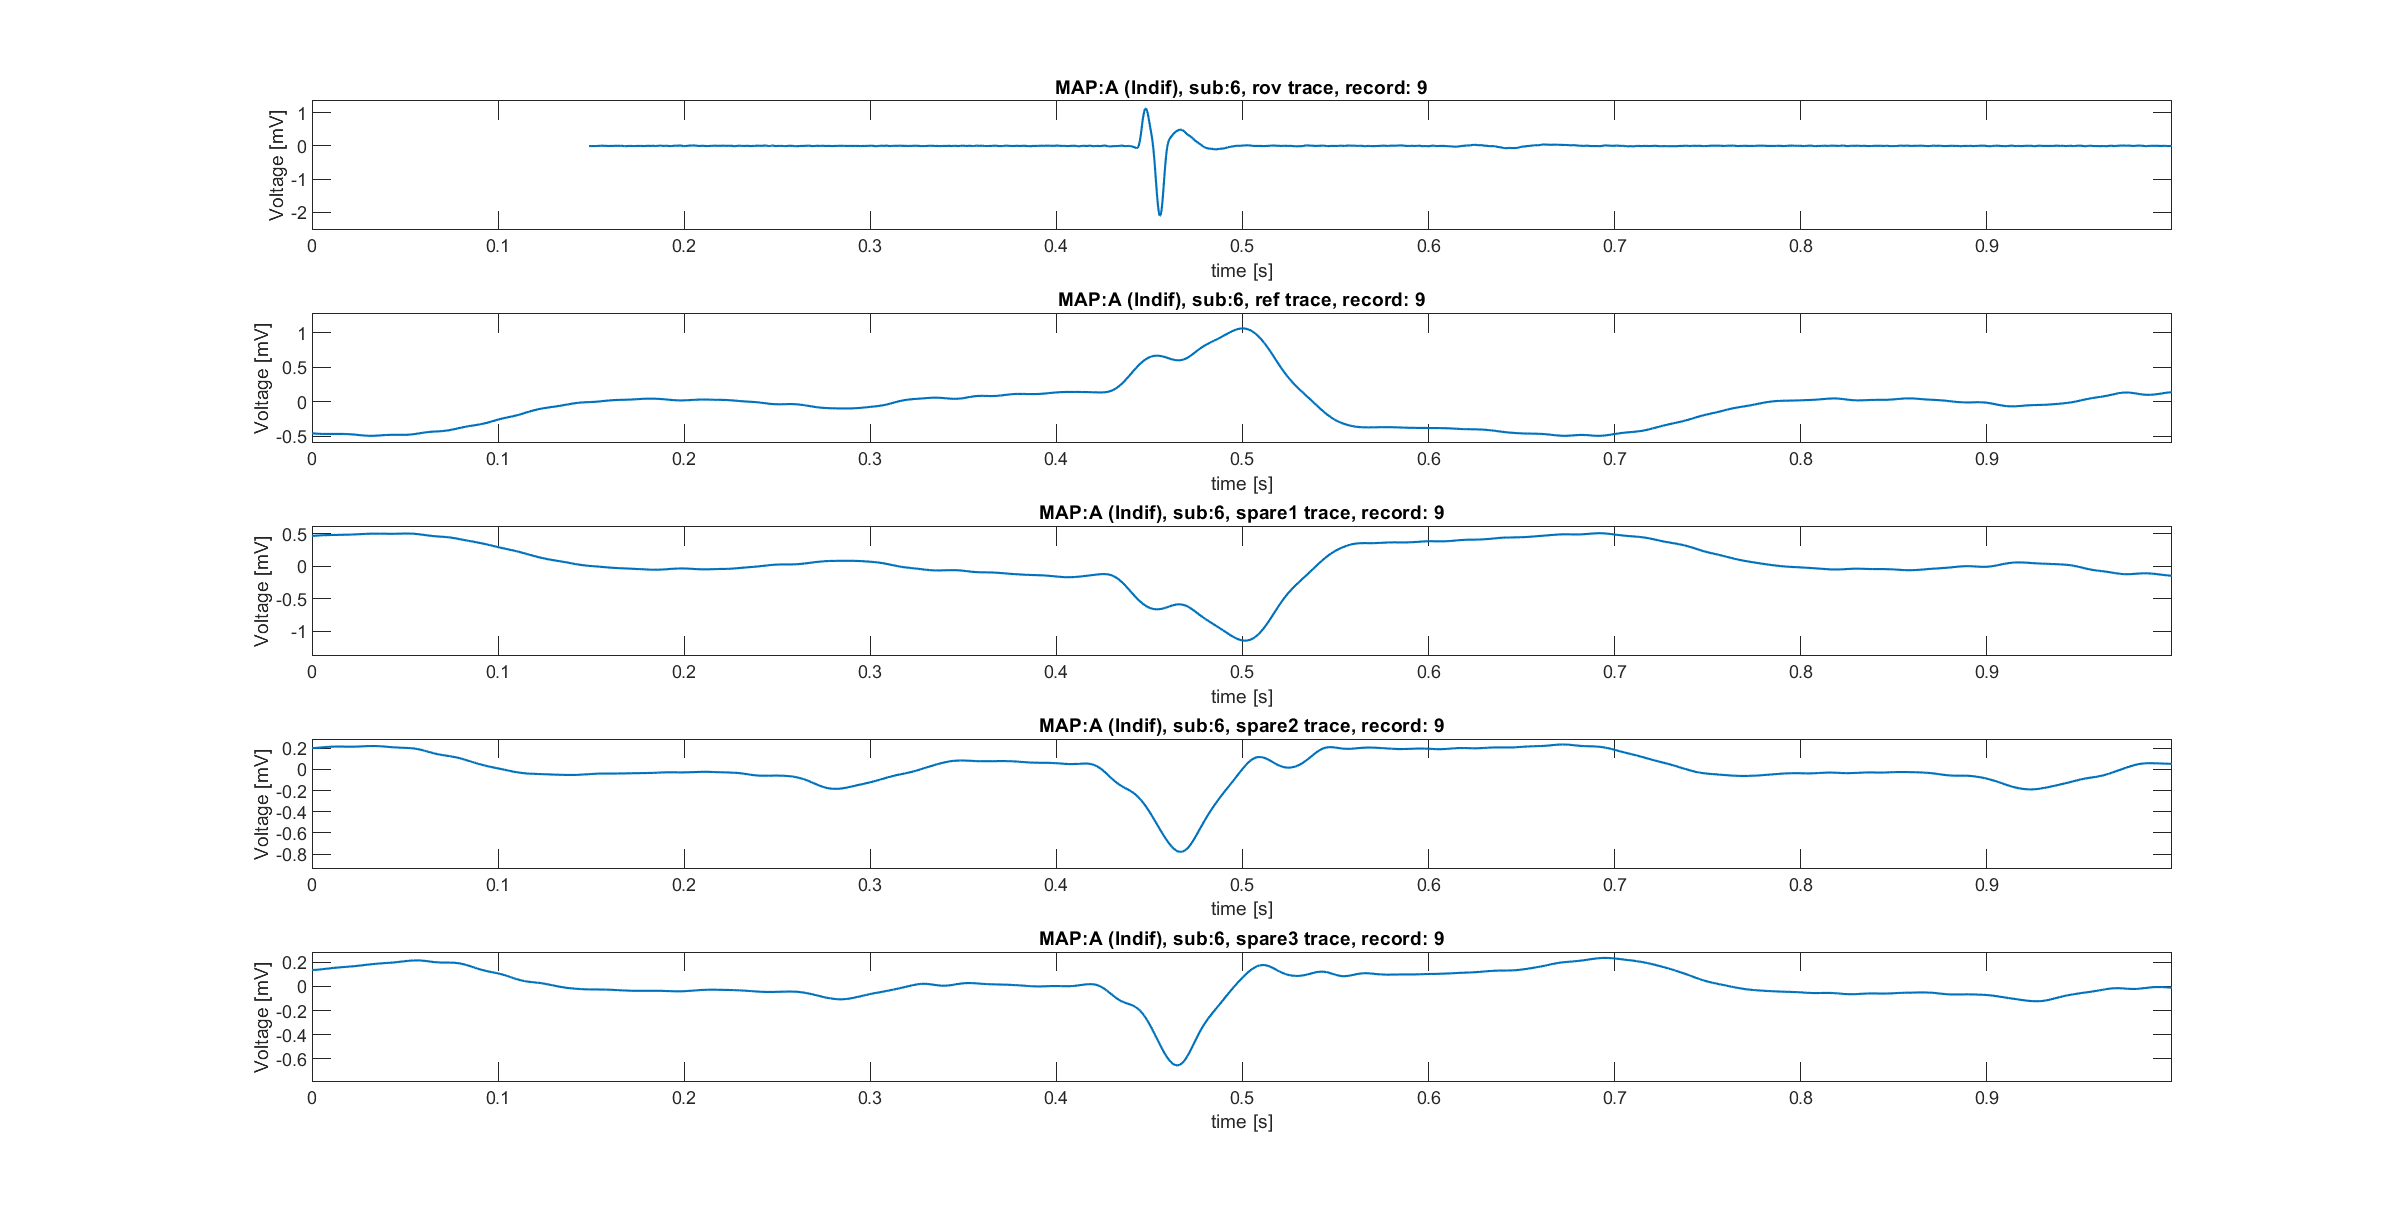 MAP:A (Indif), sub:6, rov trace, record: 9
Voltage [mV]
1
0
-1
-2
0 0.1 0.2 0.3 0.4 0.5 0.6 0.7 0.8 0.9
time [s]
MAP:A (Indif), sub:6, ref trace, record: 9
Voltage [mV]
1
0.5
0
-0.5
0 0.1 0.2 0.3 0.4 0.5 0.6 0.7 0.8 0.9
time [s]
MAP:A (Indif), sub:6, spare1 trace, record: 9
Voltage [mV]
0.5
0
-0.5
-1
0 0.1 0.2 0.3 0.4 0.5 0.6 0.7 0.8 0.9
time [s]
MAP:A (Indif), sub:6, spare2 trace, record: 9
Voltage [mV]
0.2
0
-0.2
-0.4
-0.6
-0.8
0 0.1 0.2 0.3 0.4 0.5 0.6 0.7 0.8 0.9
time [s]
MAP:A (Indif), sub:6, spare3 trace, record: 9
Voltage [mV]
0.2
0
-0.2
-0.4
-0.6
0 0.1 0.2 0.3 0.4 0.5 0.6 0.7 0.8 0.9
time [s]